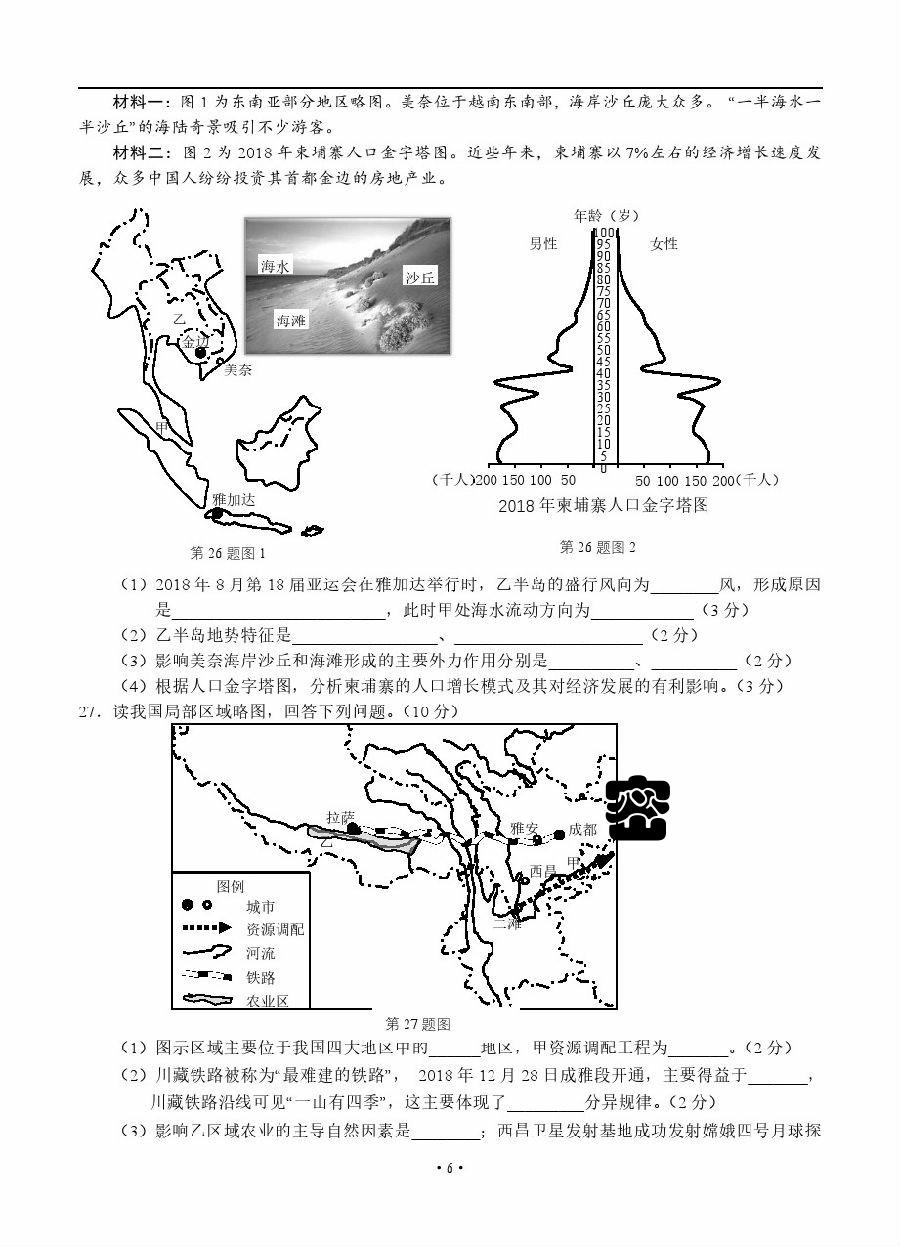 材料一：图 1 为东南亚部分地区略图。美奈位于越南东南部，海岸沙丘庞大众多。 “一半海水一
半沙丘”的海陆奇景吸引不少游客。
材料二：图 2 为 2018 年柬埔寨人口金字塔图。近些年来，柬埔寨以 7%左右的经济增长速度发
展，众多中国人纷纷投资其首都金边的房地产业。
乙
金边
美奈
甲
雅加达
第 26 题图 1
海水
沙丘
海滩
年龄（岁）
男性
女性
100
95
90
85
80
75
70
65
60
55
50
45
40
35
30
25
20
15
10
5
0
（千人）200 150 100 50
50 100 150 200（千人）
2018 年柬埔寨人口金字塔图
第 26 题图 2
（1）2018 年 8 月第 18 届亚运会在雅加达举行时，乙半岛的盛行风向为________风，形成原因
是_________________________，此时甲处海水流动方向为____________（3 分）
（2）乙半岛地势特征是_________________、______________________（2 分）
（3）影响美奈海岸沙丘和海滩形成的主要外力作用分别是__________、__________（2 分）
（4）根据人口金字塔图，分析柬埔寨的人口增长模式及其对经济发展的有利影响。（3 分）
27．读我国局部区域略图，回答下列问题。（10 分）
拉萨
乙
雅安
成都
西昌
甲
二滩
图例
城市
资源调配
河流
铁路
农业区
第 27 题图
（1）图示区域主要位于我国四大地区中的______地区，甲资源调配工程为_______。（2 分）
（2）川藏铁路被称为“最难建的铁路”， 2018 年 12 月 28 日成雅段开通，主要得益于_______，
川藏铁路沿线可见“一山有四季”，这主要体现了_________分异规律。（2 分）
（3）影响乙区域农业的主导自然因素是________；西昌卫星发射基地成功发射嫦娥四号月球探
· 6 ·